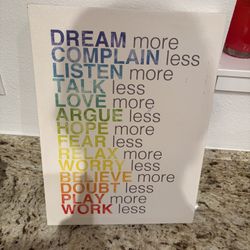 DREAM more
COMPLAIN less
LISTEN more
TALK less
LOVE more
ARGUE less
HOPE more
FEAR less
RELAX more
WORRY less
BELIEVE more
DOUBT less
PLAY more
WORK less